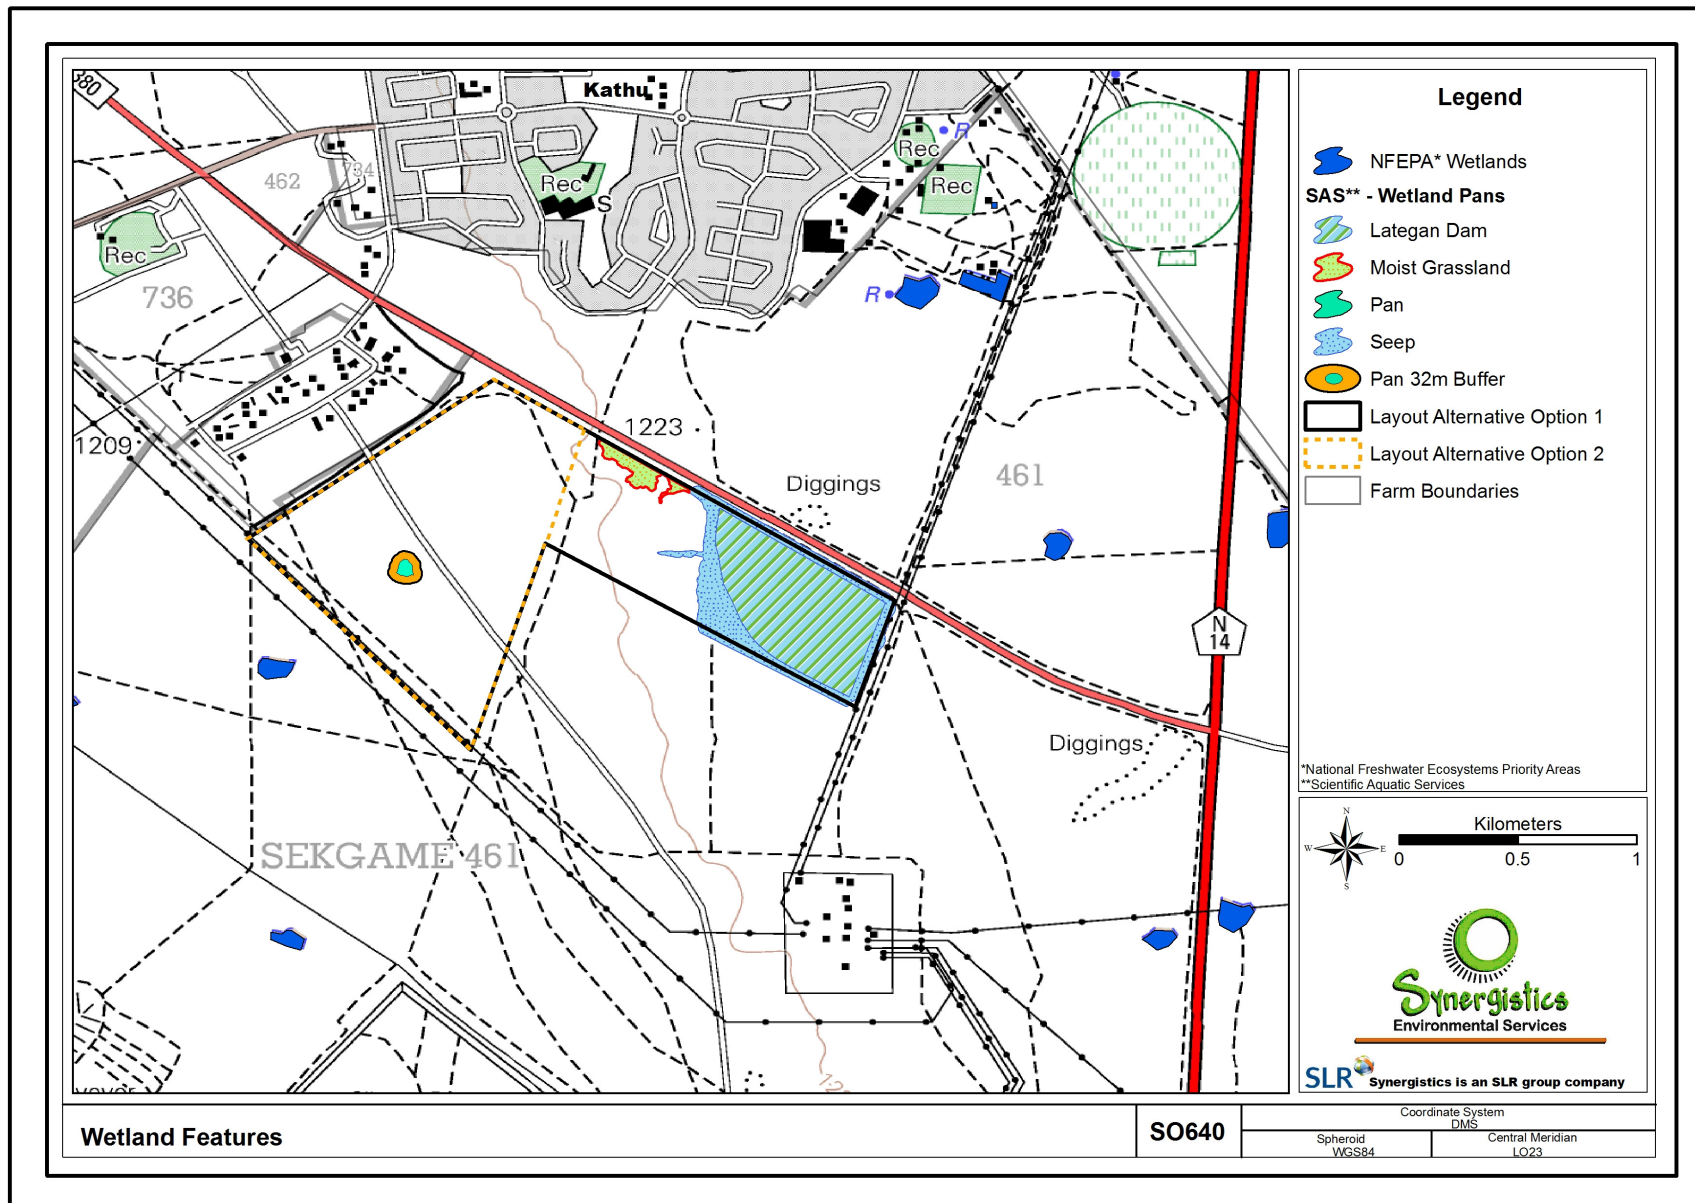 380
Kathu
R
Rec
462
734
Rec
Rec
S
Rec
736
R
1223
1209
Diggings
461
N
14
Diggings
SEKGAME 461
Legend
NFEPA* Wetlands
SAS** - Wetland Pans
Lategan Dam
Moist Grassland
Pan
Seep
Pan 32m Buffer
Layout Alternative Option 1
Layout Alternative Option 2
Farm Boundaries
*National Freshwater Ecosystems Priority Areas
**Scientific Aquatic Services
N
W E
S
Kilometers
0 0.5 1
Synergistics
Environmental Services
SLR Synergistics is an SLR group company
Wetland Features
SO640
Coordinate System
DMS
Spheroid
WGS84
Central Meridian
LO23